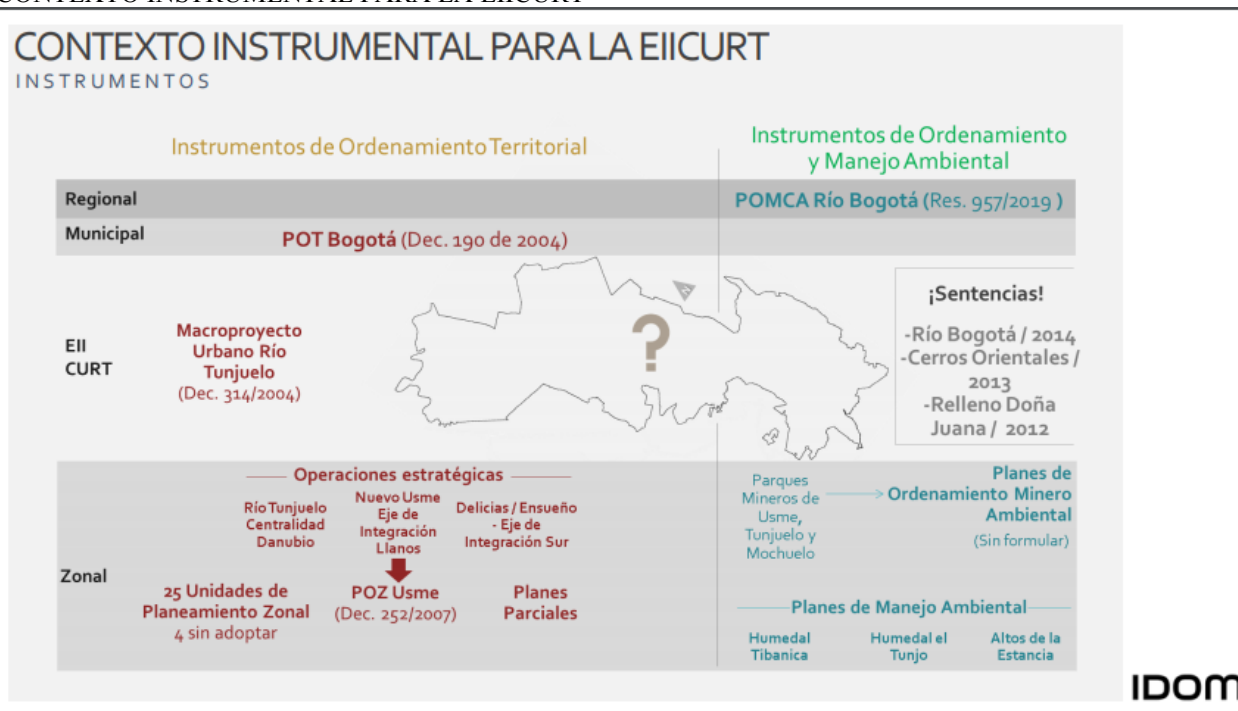 CONTEXTO INSTRUMENTAL PARA LA EIICURT
CONTEXTO INSTRUMENTAL PARA LA EIICURT
INSTRUMENTOS
Instrumentos de Ordenamiento Territorial
Instrumentos de Ordenamiento
y Manejo Ambiental
Regional
POMCA Río Bogotá (Res. 957/2019 )
Municipal
POT Bogotá (Dec. 190 de 2004)
EII
CURT
Macroproyecto
Urbano Río
Tunjuelo
(Dec. 314/2004)
?
N
¡Sentencias!
-Río Bogotá / 2014
-Cerros Orientales /
2013
-Relleno Doña
Juana / 2012
Zonal
Operaciones estratégicas
Río Tunjuelo
Centralidad
Danubio
Nuevo Usme
Eje de
Integración
Llanos
Delicias / Ensueño
- Eje de
Integración Sur
25 Unidades de
Planeamiento Zonal
4 sin adoptar
POZ Usme
(Dec. 252/2007)
Planes
Parciales
Parques
Mineros de
Usme,
Tunjuelo y
Mochuelo
Planes de
Ordenamiento Minero
Ambiental
(Sin formular)
Planes de Manejo Ambiental
Humedal
Tibanica
Humedal el
Tunjo
Altos de la
Estancia
IDOM